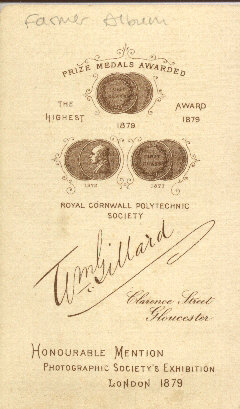 Farmer Album
PRIZE MEDALS AWARDED
THE HIGHEST AWARD
1879 1879
ROYAL CORNWALL POLYTECHNIC
SOCIETY
Wm Gillard
Clarence Street
Gloucester
HONOURABLE MENTION
PHOTOGRAPHIC SOCIETY'S EXHIBITION
LONDON 1879